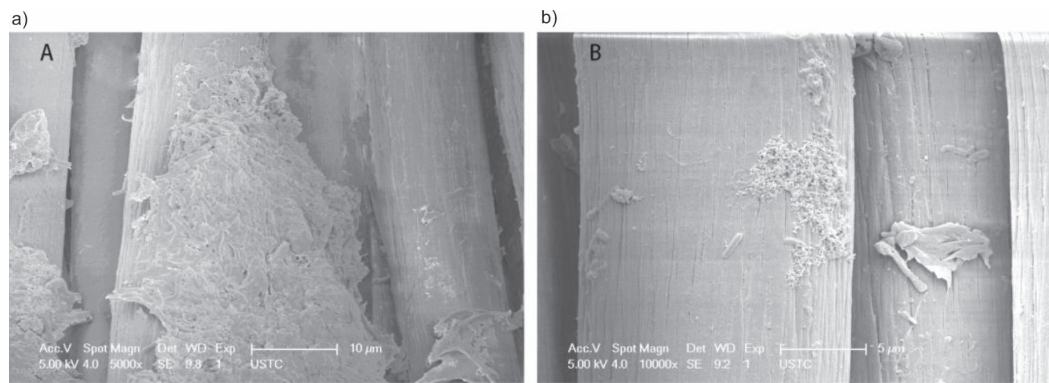 a)
b)
A
B
Acc.V Spot Magn Det WD Exp
5.00 kV 4.0 5000x SE 9.8 1 USTC
10 μm
Acc.V Spot Magn Det WD Exp
5.00 kV 4.0 10000x SE 9.2 1 USTC
5 μm